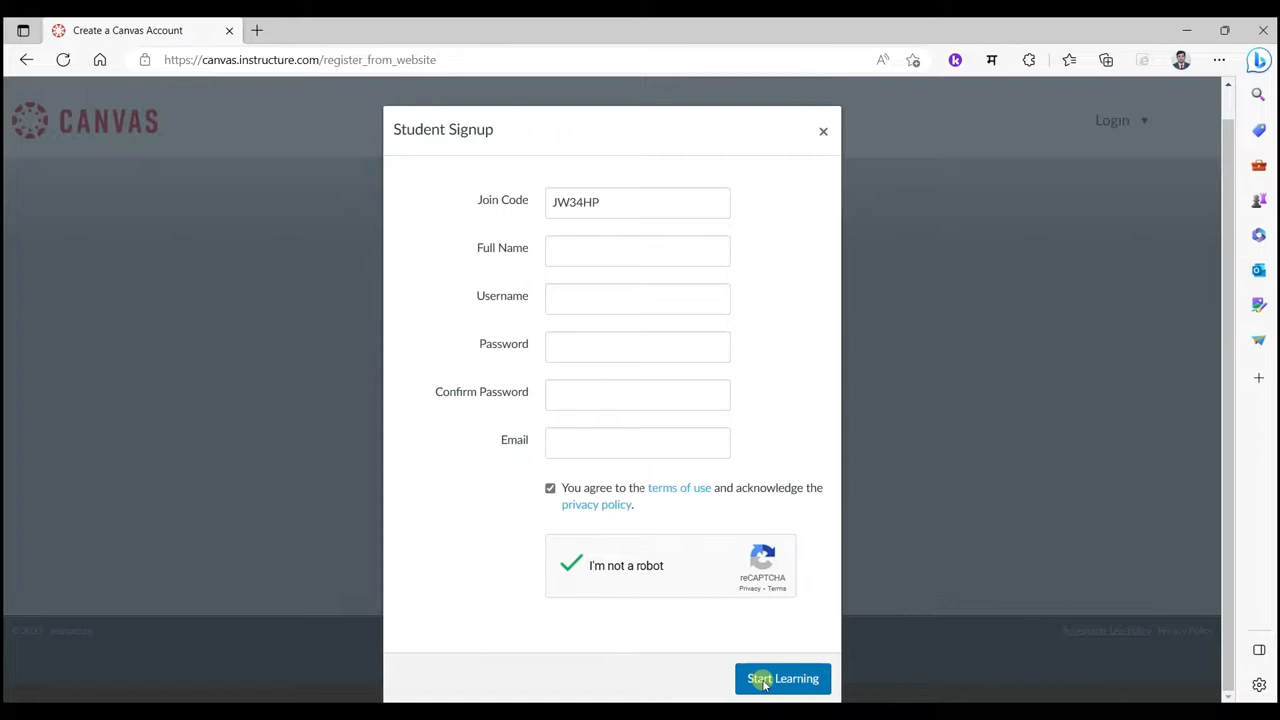 Create a Canvas Account
https://canvas.instructure.com/register_from_website
CANVAS
Login
Student Signup
Join Code
JW34HP
Full Name
Username
Password
Confirm Password
Email
You agree to the terms of use and acknowledge the
privacy policy.
I'm not a robot
reCAPTCHA
Privacy - Terms
Privacy Policy
Start Learning